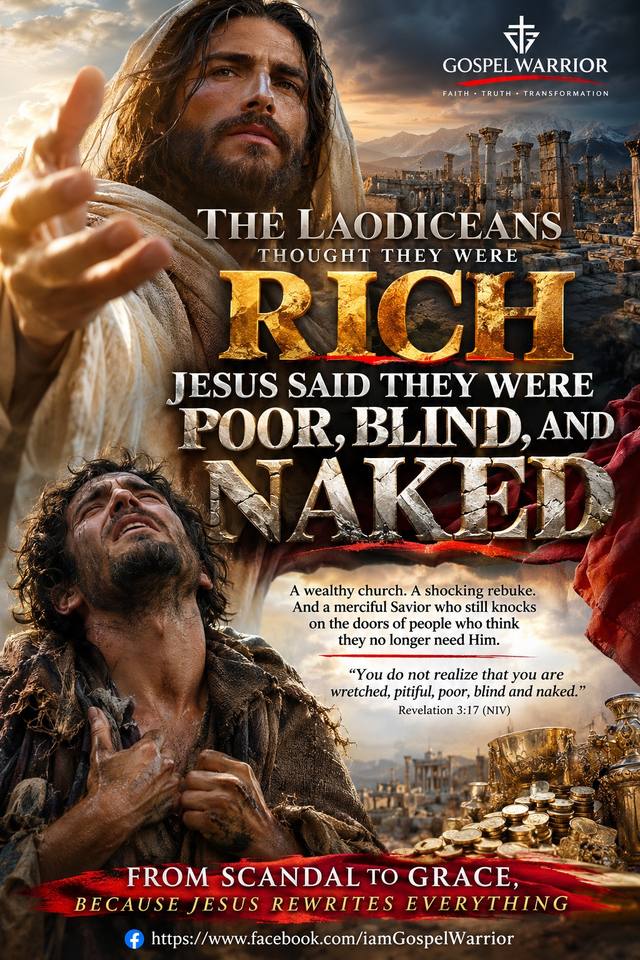 GOSPEL WARRIOR
FAITH • TRUTH • TRANSFORMATION
THE LAODICEANS
THOUGHT THEY WERE
RICH
JESUS SAID THEY WERE
POOR, BLIND, AND
NAKED
A wealthy church. A shocking rebuke.
And a merciful Savior who still knocks
on the doors of people who think
they no longer need Him.
“You do not realize that you are
wretched, pitiful, poor, blind and naked.”
Revelation 3:17 (NIV)
FROM SCANDAL TO GRACE,
BECAUSE JESUS REWRITES EVERYTHING
https://www.facebook.com/iamGospelWarrior